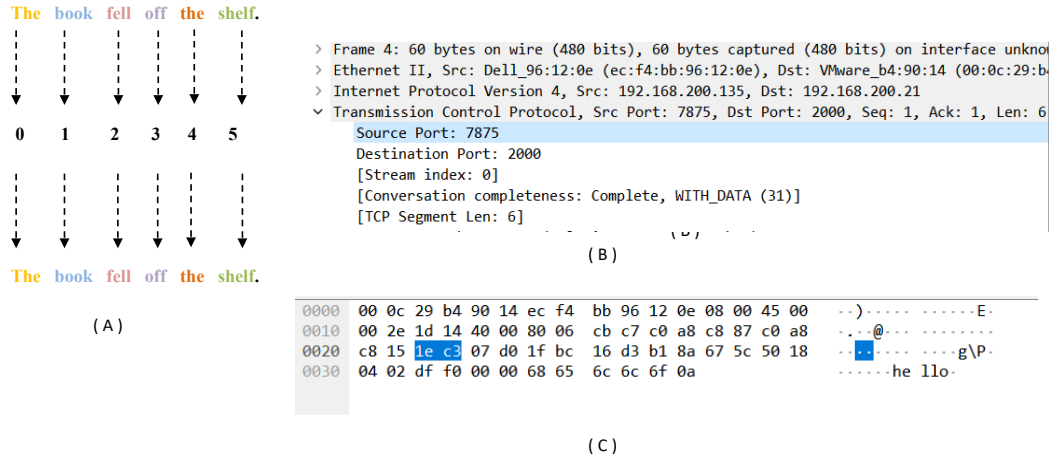 The book fell off the shelf.
0 1 2 3 4 5
The book fell off the shelf.
( A )
Frame 4: 60 bytes on wire (480 bits), 60 bytes captured (480 bits) on interface unkno
Ethernet II, Src: Dell_96:12:0e (ec:f4:bb:96:12:0e), Dst: VMware_b4:90:14 (00:0c:29:b4
Internet Protocol Version 4, Src: 192.168.200.135, Dst: 192.168.200.21
Transmission Control Protocol, Src Port: 7875, Dst Port: 2000, Seq: 1, Ack: 1, Len: 6
Source Port: 7875
Destination Port: 2000
[Stream index: 0]
[Conversation completeness: Complete, WITH_DATA (31)]
[TCP Segment Len: 6]
( B )
0000 00 0c 29 b4 90 14 ec f4 bb 96 12 0e 08 00 45 00 ··)····· ······E·
0010 00 2e 1d 14 40 00 80 06 cb c7 c0 a8 c8 87 c0 a8 ·.··@··· ········
0020 c8 15 1e c3 07 d0 1f bc 16 d3 b1 8a 67 5c 50 18 ········ ····g\P·
0030 04 02 df f0 00 00 68 65 6c 6c 6f 0a ······he llo·
( C )